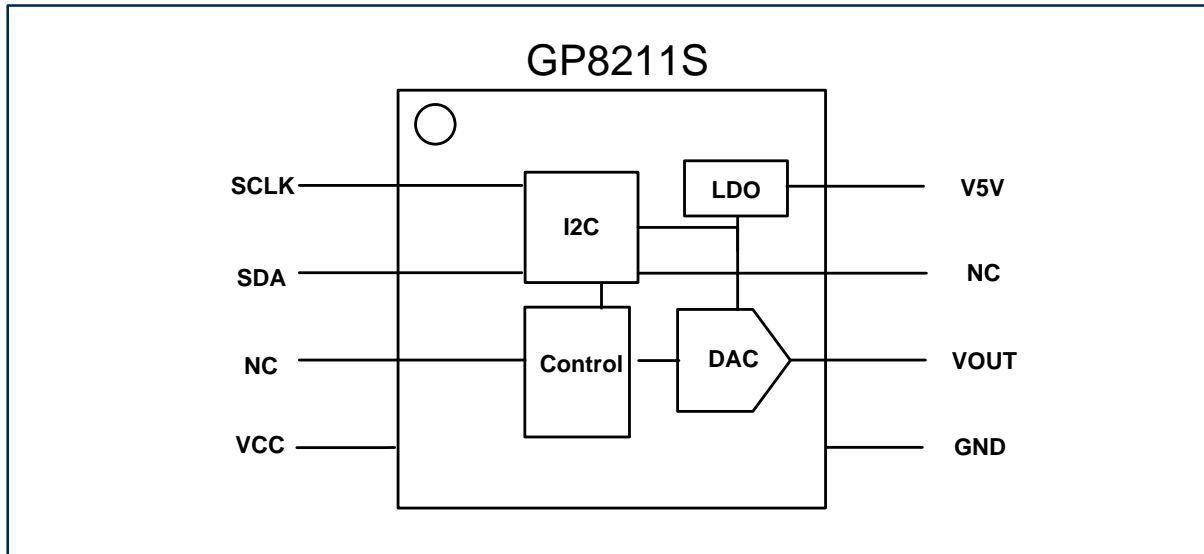 GP8211S
SCLK
LDO
V5V
I2C
SDA
NC
NC
Control
DAC
VOUT
VCC
GND